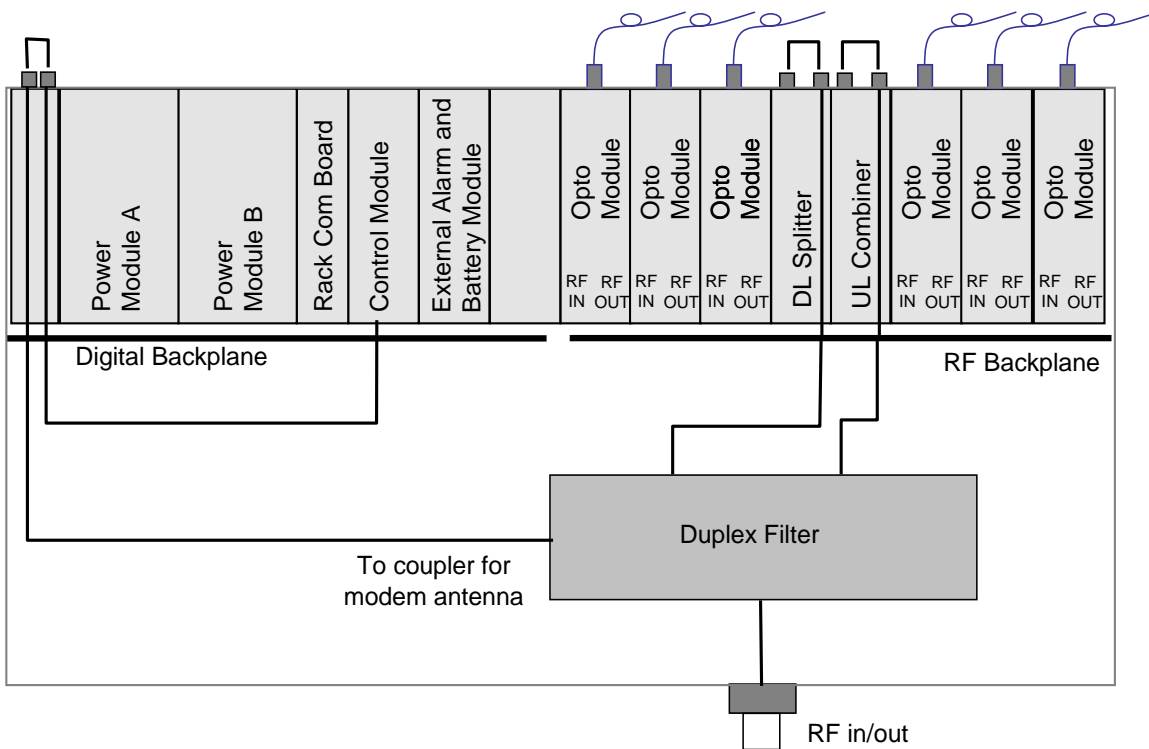 Power
Module A
Power
Module B
Rack Com Board
Control Module
External Alarm and
Battery Module
Opto
Module
RF
IN
RF
OUT
Opto
Module
RF
IN
RF
OUT
Opto
Module
RF
IN
RF
OUT
DL Splitter
UL Combiner
Opto
Module
RF
IN
RF
OUT
Opto
Module
RF
IN
RF
OUT
Opto
Module
RF
IN
RF
OUT
Digital Backplane
RF Backplane
Duplex Filter
To coupler for
modem antenna
RF in/out